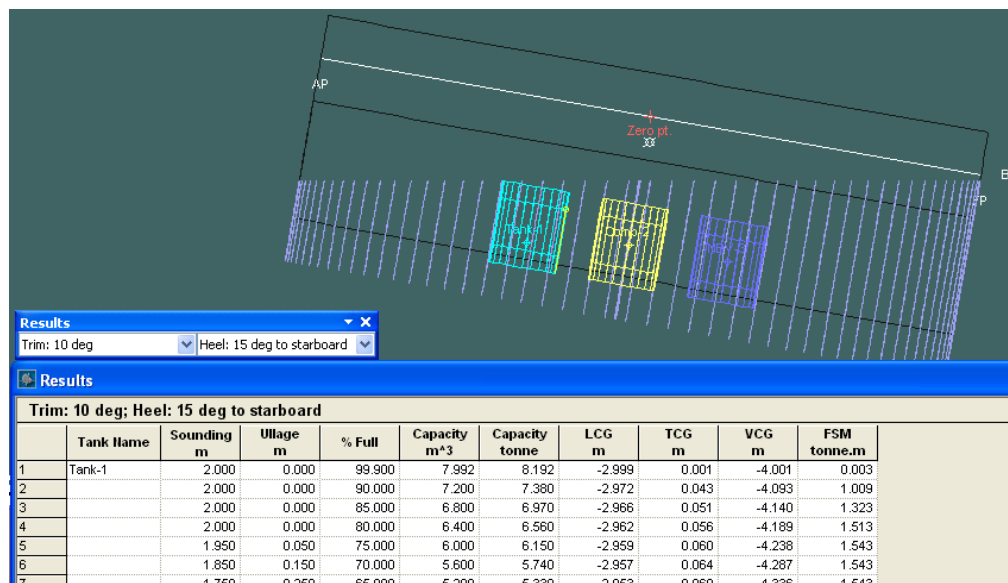 AP
Zero pt.
FP
Tank-1
Results
Trim: 10 deg Heel: 15 deg to starboard
Results
Trim: 10 deg; Heel: 15 deg to starboard
Tank Name Sounding m Ullage m % Full Capacity m^3 Capacity tonne LCG m TCG m VCG m FSM tonne.m
1 Tank-1 2.000 0.000 99.900 7.992 8.192 -2.999 0.001 -4.001 0.003
2 2.000 0.000 90.000 7.200 7.380 -2.972 0.043 -4.093 1.009
3 2.000 0.000 85.000 6.800 6.970 -2.966 0.051 -4.140 1.323
4 2.000 0.000 80.000 6.400 6.560 -2.962 0.056 -4.189 1.513
5 1.950 0.050 75.000 6.000 6.150 -2.959 0.060 -4.238 1.543
6 1.850 0.150 70.000 5.600 5.740 -2.957 0.064 -4.287 1.543